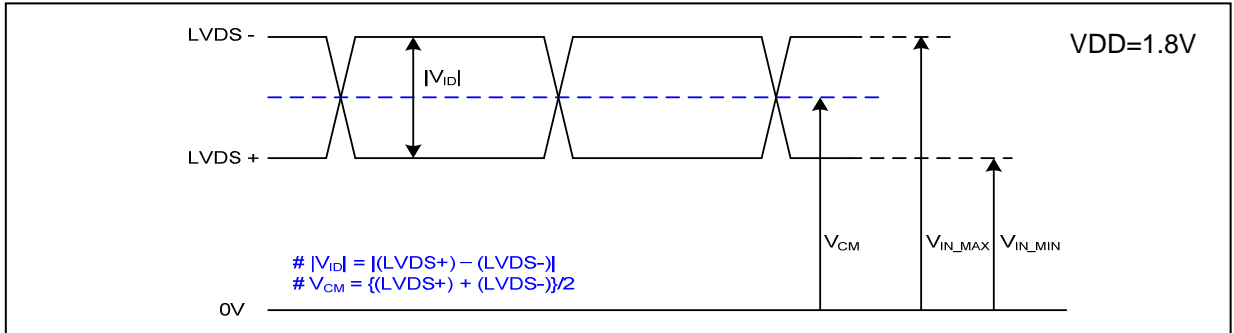 LVDS -
VDD=1.8V
|VID|
LVDS +
VCM
VIN_MAX
VIN_MIN
# |VID| = |(LVDS+) – (LVDS-)|
# VCM = {(LVDS+) + (LVDS-)}/2
0V